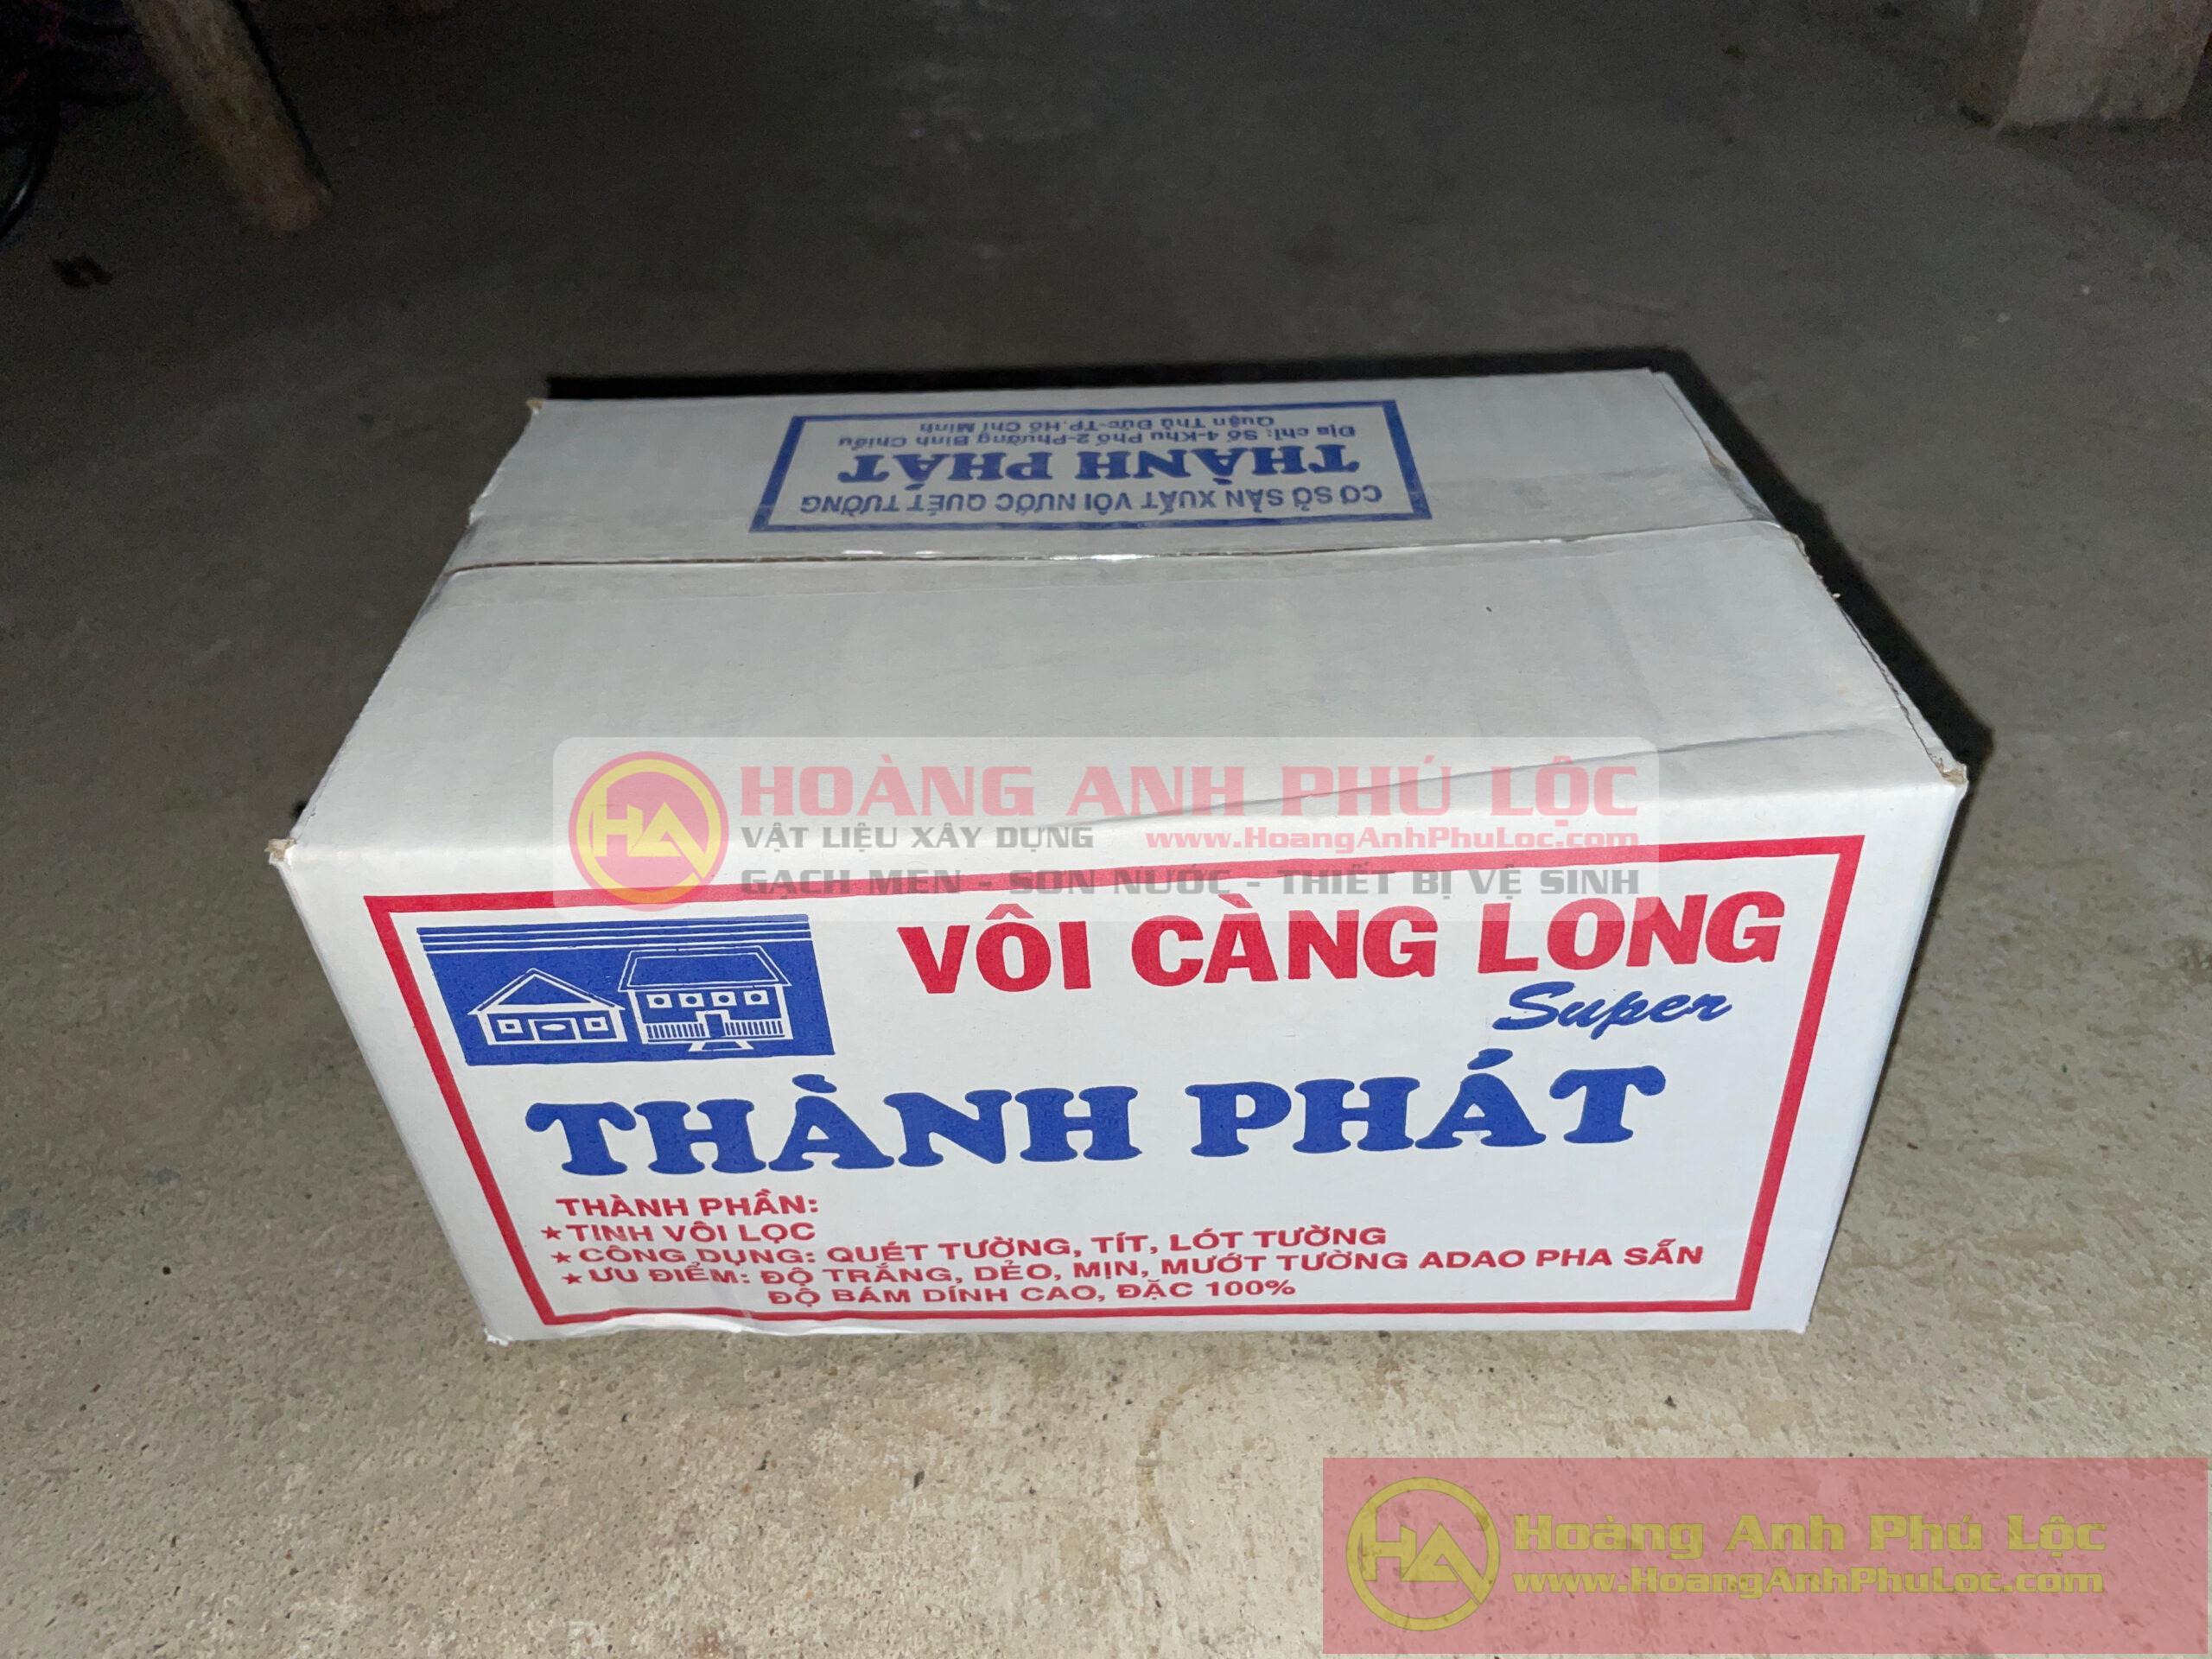 CƠ SỞ SẢN XUẤT VÔI NƯỚC QUÉT TƯỜNG
THÀNH PHÁT
Địa chỉ: Số 4-Khu Phố 2-Phường Bình Chiểu
Quận Thủ Đức-TP.Hồ Chí Minh
HA
HOÀNG ANH PHÚ LỘC
VẬT LIỆU XÂY DỰNG www.HoangAnhPhuLoc.com
GẠCH MEN - SƠN NƯỚC - THIẾT BỊ VỆ SINH
VÔI CÀNG LONG
Super
THÀNH PHÁT
THÀNH PHẦN:
★ TINH VÔI LỌC
★ CÔNG DỤNG: QUÉT TƯỜNG, TÍT, LÓT TƯỜNG
★ ƯU ĐIỂM: ĐỘ TRẮNG, DẺO, MỊN, MƯỚT TƯỜNG ADAO PHA SẴN
ĐỘ BÁM DÍNH CAO, ĐẶC 100%
HA
Hoàng Anh Phú Lộc
www.HoangAnhPhuLoc.com